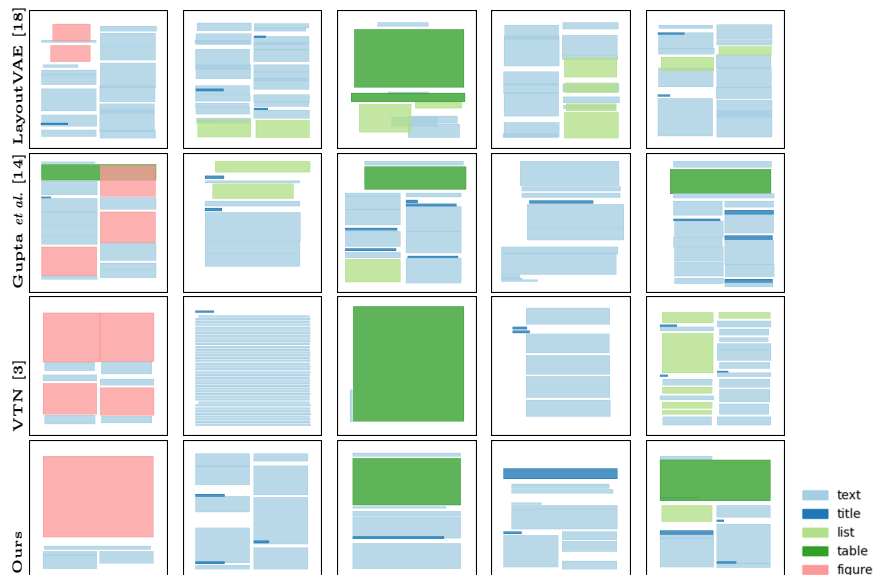 LayoutVAE [18]
Gupta et al. [14]
VTN [3]
Ours
text
title
list
table
figure